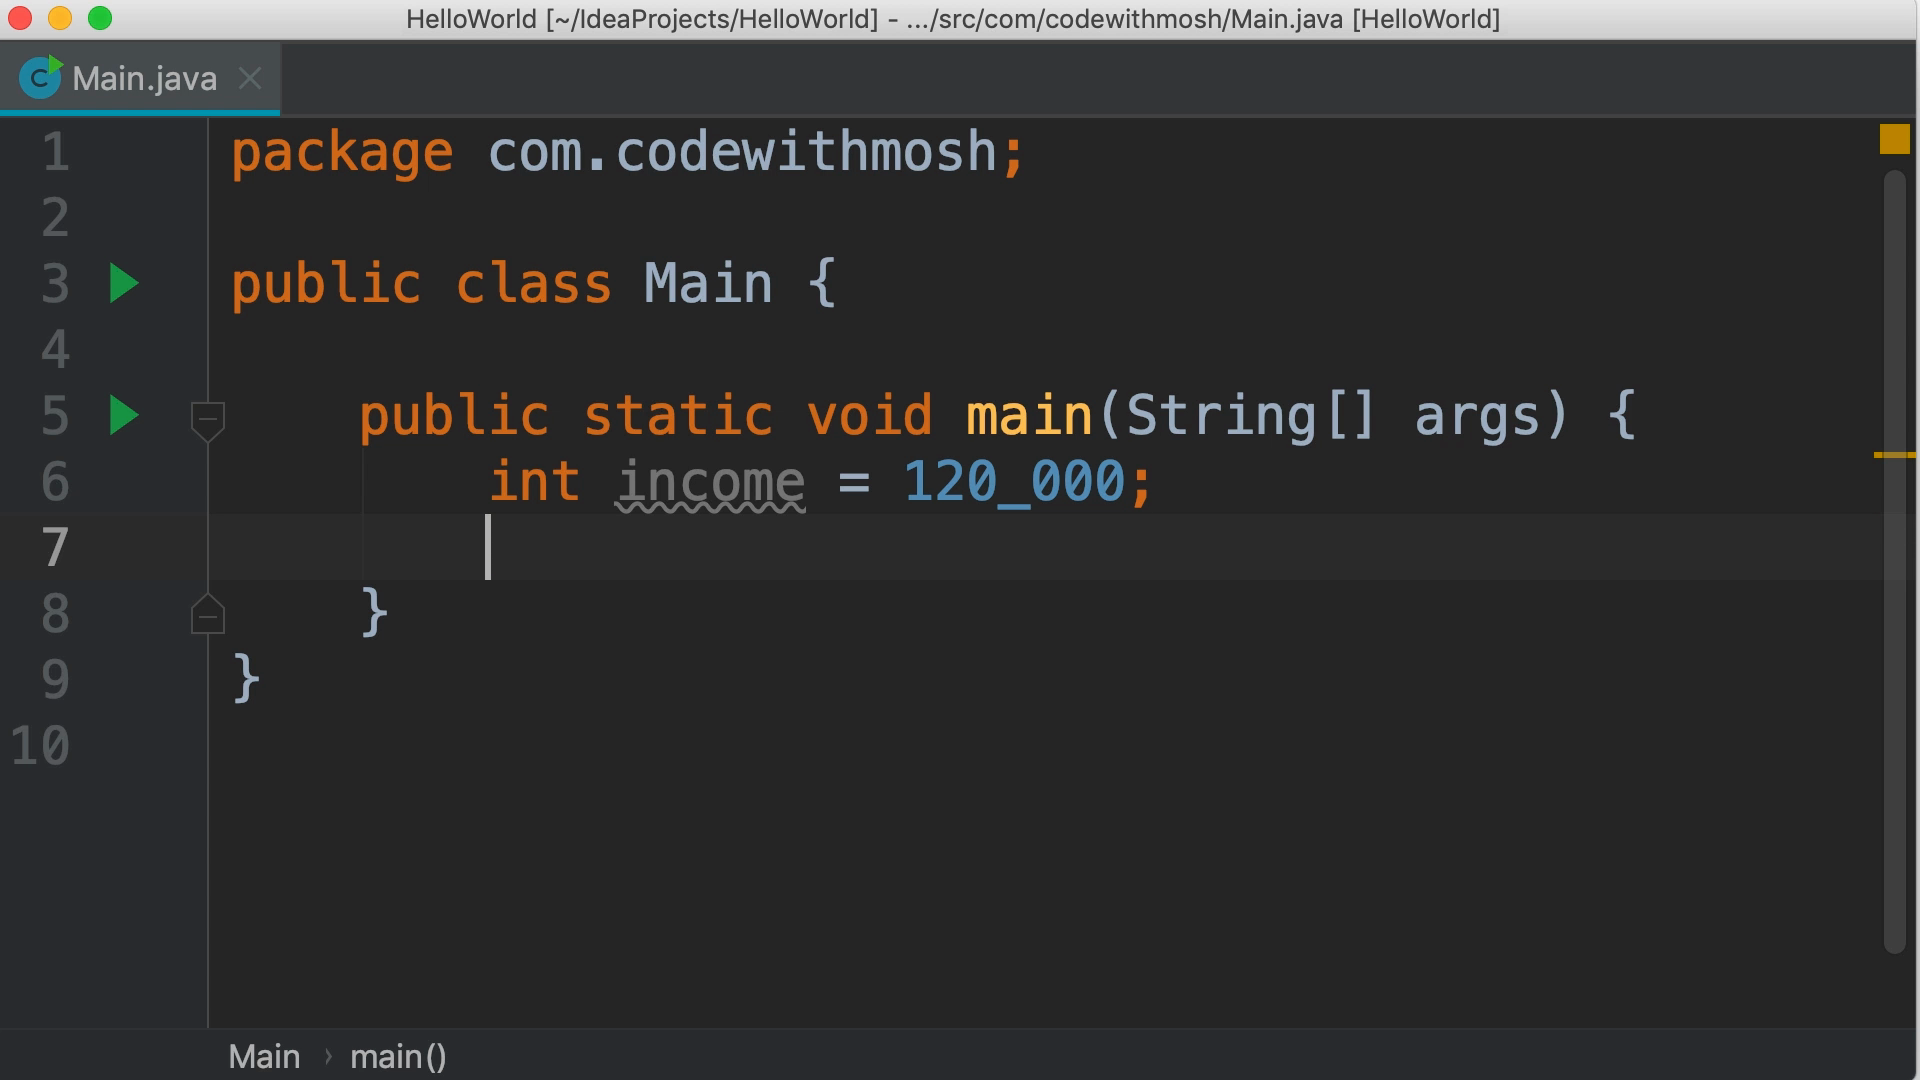 HelloWorld [~/IdeaProjects/HelloWorld] - .../src/com/codewithmosh/Main.java [HelloWorld]
C Main.java
1 package com.codewithmosh;
2
3 public class Main {
4
5 public static void main(String[] args) {
6 int income = 120_000;
7
8 }
9 }
10
Main › main()